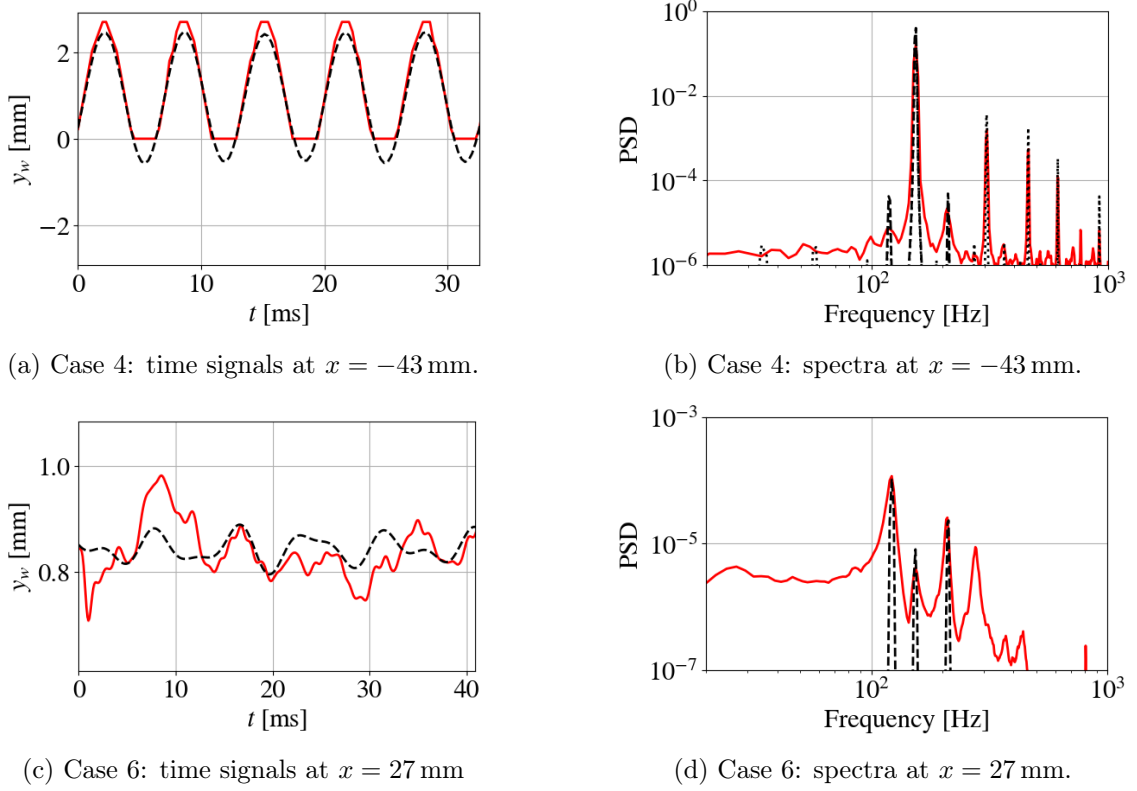 2
0
−2
y_w [mm]
0 10 20 30
t [ms]
10^0
10^{-2}
10^{-4}
10^{-6}
PSD
10^2 10^3
Frequency [Hz]
(a) Case 4: time signals at x = −43 mm.
(b) Case 4: spectra at x = −43 mm.
1.0
0.8
y_w [mm]
0 10 20 30 40
t [ms]
10^{-3}
10^{-5}
10^{-7}
PSD
10^2 10^3
Frequency [Hz]
(c) Case 6: time signals at x = 27 mm
(d) Case 6: spectra at x = 27 mm.